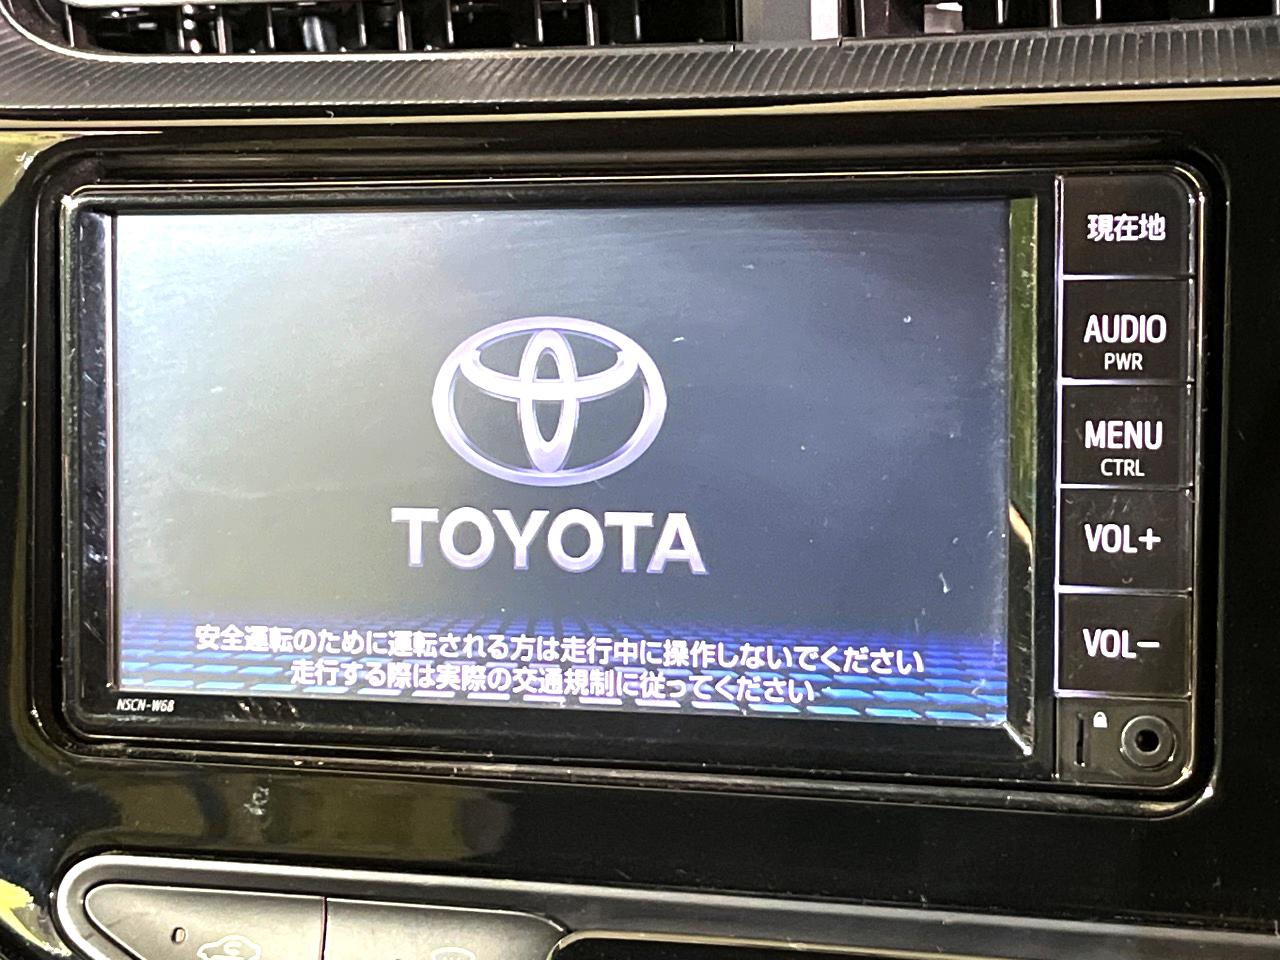 現在地
AUDIO
PWR
MENU
CTRL
VOL+
VOL−
TOYOTA
安全運転のために運転される方は走行中に操作しないでください
走行する際は実際の交通規制に従ってください
NSCN-W68